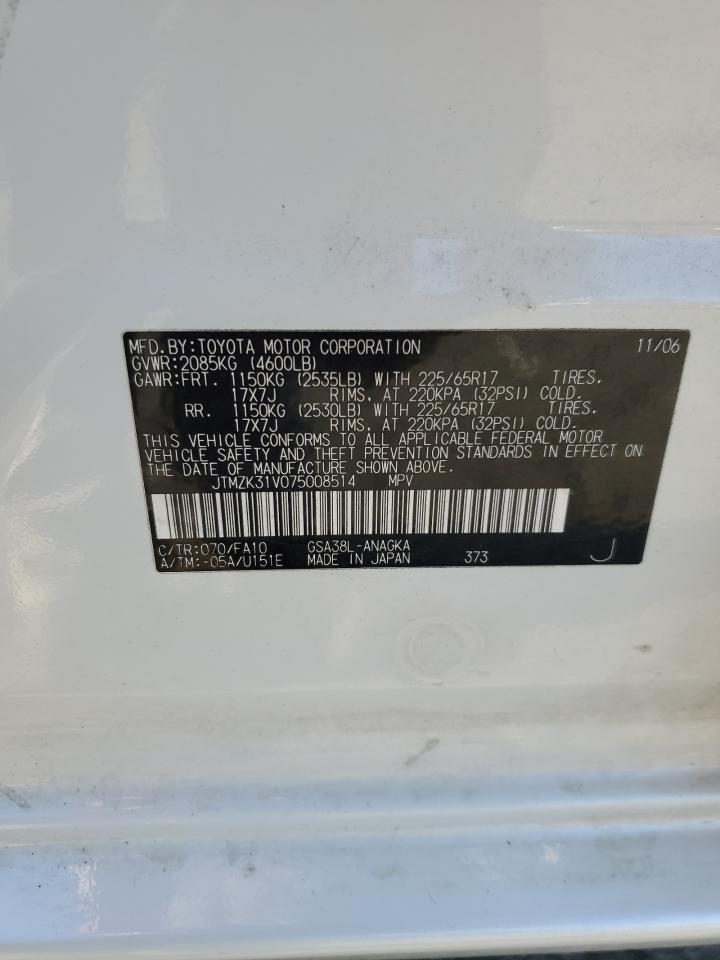 MFD.BY:TOYOTA MOTOR CORPORATION 11/06
GVWR:2085KG (4600LB)
GAWR:FRT. 1150KG (2535LB) WITH 225/65R17 TIRES.
17X7J RIMS, AT 220KPA (32PSI) COLD.
RR. 1150KG (2530LB) WITH 225/65R17 TIRES.
17X7J RIMS, AT 220KPA (32PSI) COLD.
THIS VEHICLE CONFORMS TO ALL APPLICABLE FEDERAL MOTOR
VEHICLE SAFETY AND THEFT PREVENTION STANDARDS IN EFFECT ON
THE DATE OF MANUFACTURE SHOWN ABOVE.
JTMZK31V075008514 MPV
C/TR:070/FA10 GSA38L-ANAGKA
A/TM:-05A/U151E MADE IN JAPAN 373 J